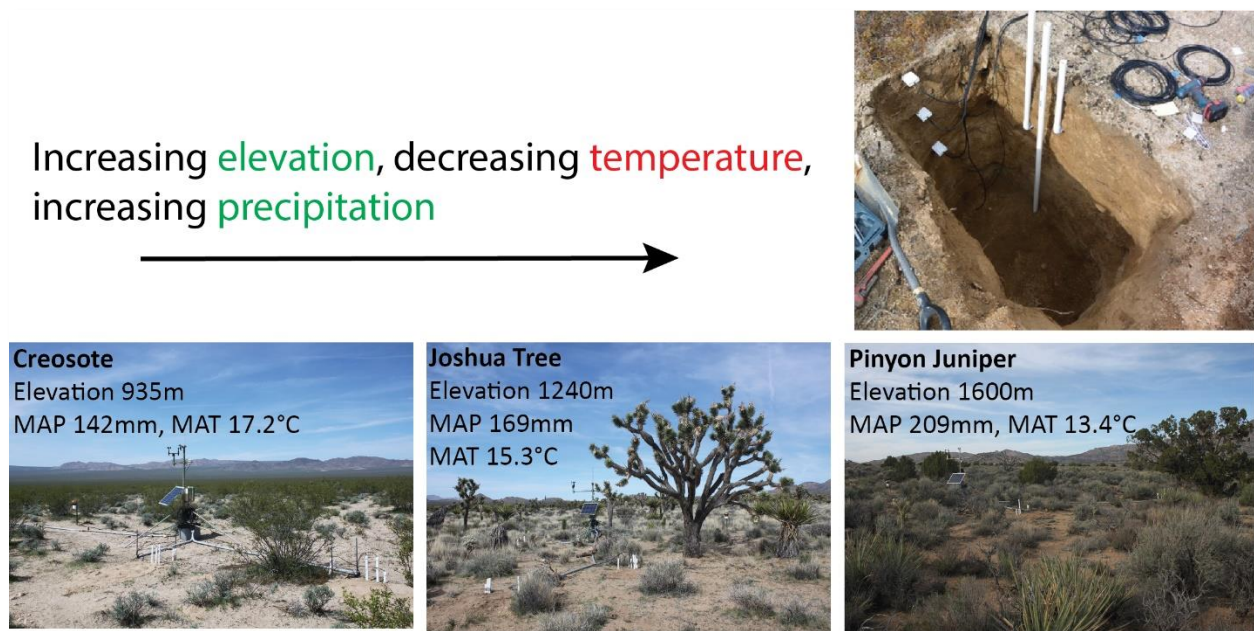 Increasing elevation, decreasing temperature,
increasing precipitation
Creosote
Elevation 935m
MAP 142mm, MAT 17.2°C
Joshua Tree
Elevation 1240m
MAP 169mm
MAT 15.3°C
Pinyon Juniper
Elevation 1600m
MAP 209mm, MAT 13.4°C